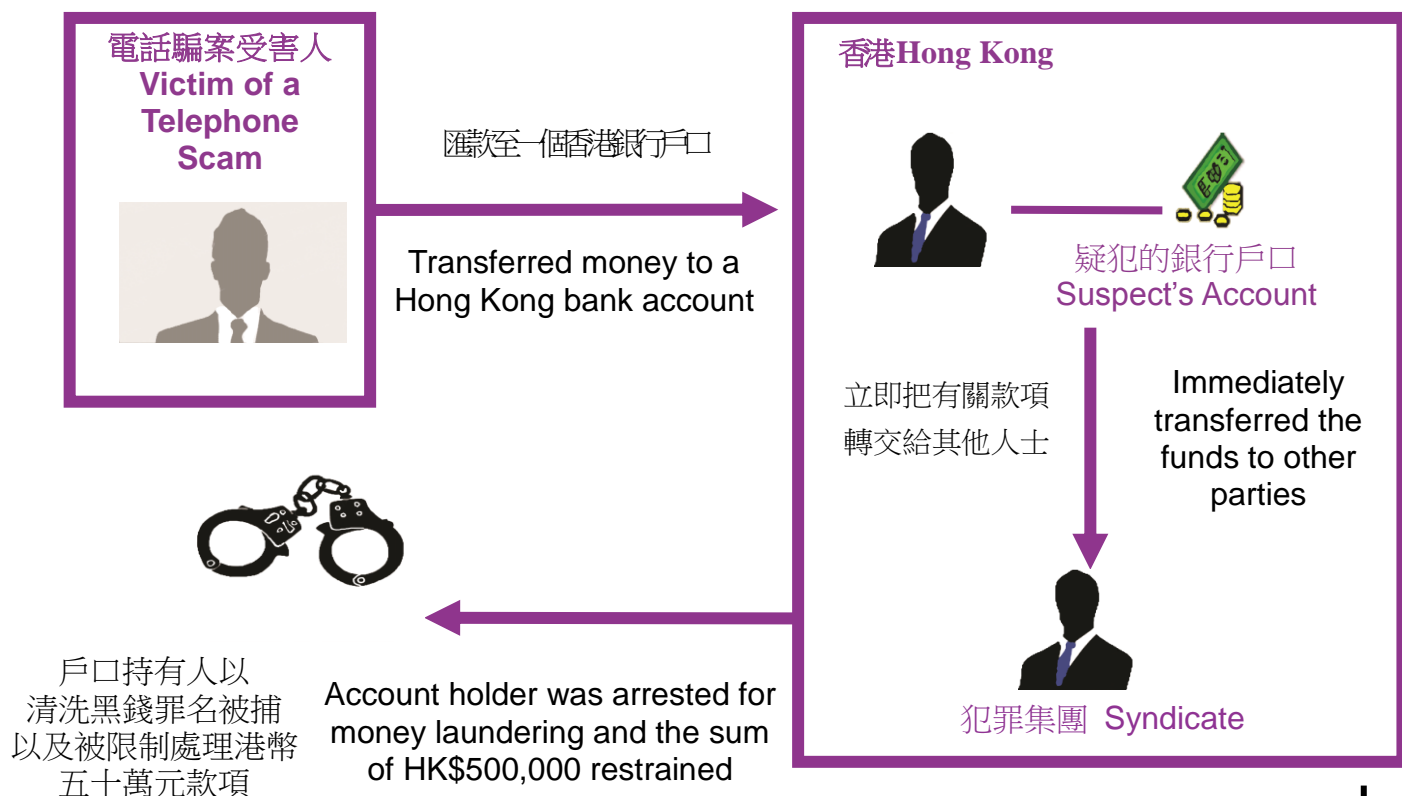 電話騙案受害人
Victim of a
Telephone
Scam
匯款至一個香港銀行戶口
Transferred money to a
Hong Kong bank account
香港Hong Kong
疑犯的銀行戶口
Suspect's Account
立即把有關款項
轉交給其他人士
Immediately
transferred the
funds to other
parties
犯罪集團 Syndicate
戶口持有人以
清洗黑錢罪名被捕
以及被限制處理港幣
五十萬元款項
Account holder was arrested for
money laundering and the sum
of HK$500,000 restrained